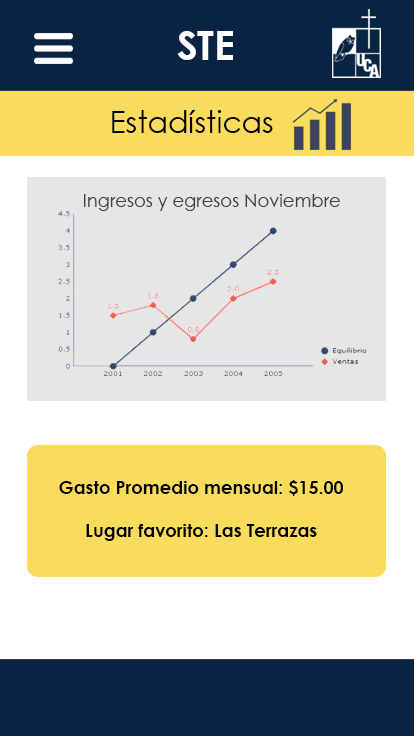 STE
UCA
Estadísticas
Ingresos y egresos Noviembre
4.5
4
3.5
3
2.5
2
1.5
1
0.5
0
1.5
1.8
0.8
2.0
2.5
2001 2002 2003 2004 2005
Equilibrio
Ventas
Gasto Promedio mensual: $15.00
Lugar favorito: Las Terrazas